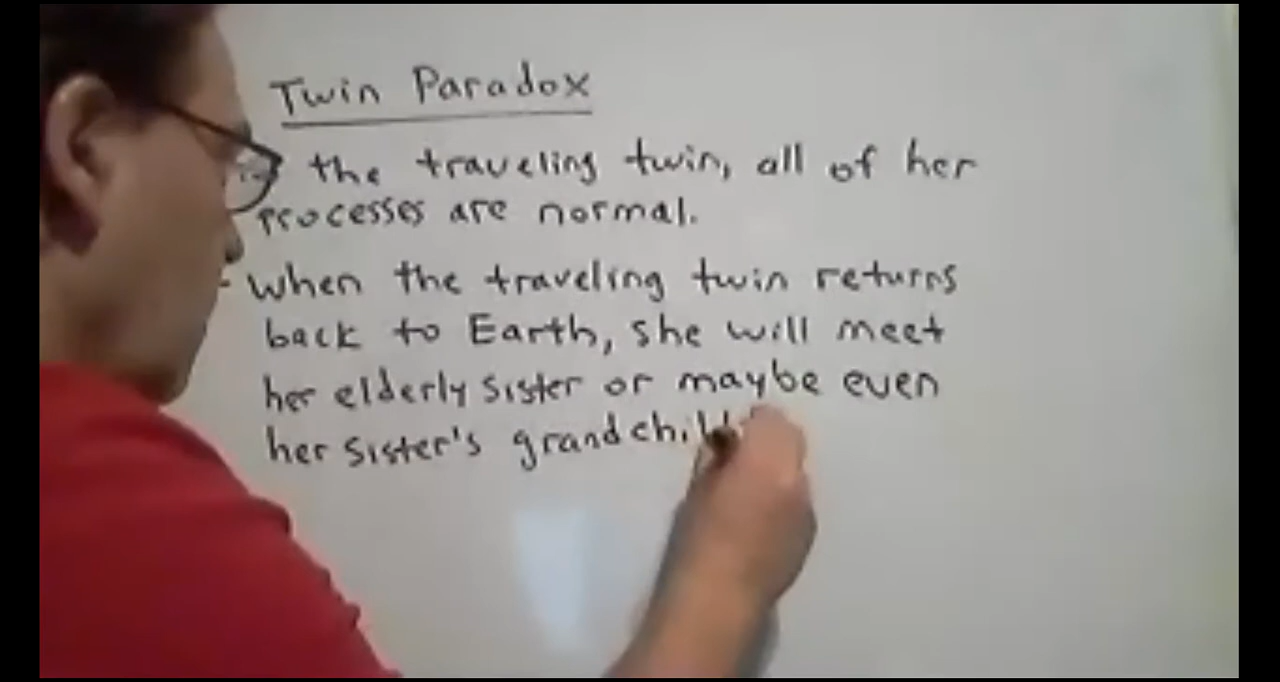 Twin Paradox
the traveling twin, all of her
processes are normal.
- When the traveling twin returns
back to Earth, she will meet
her elderly sister or maybe even
her sister's